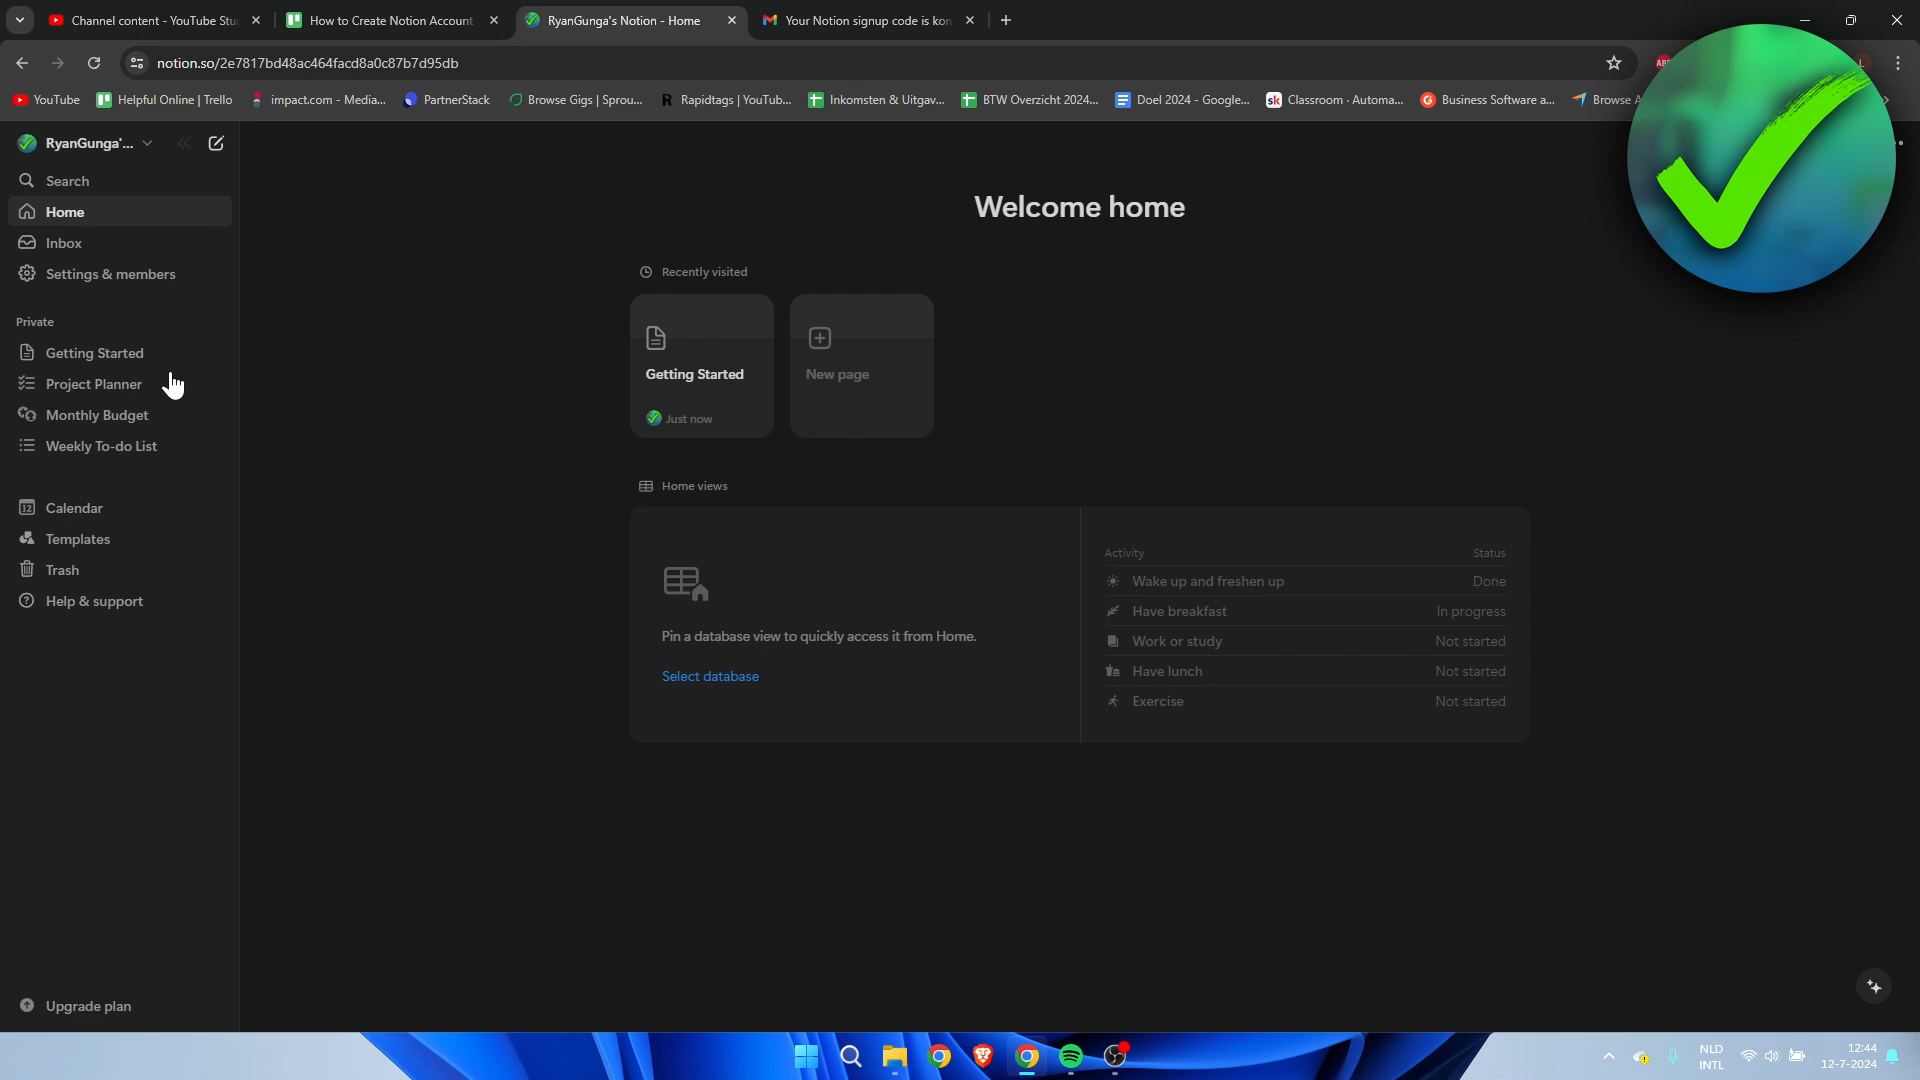 Channel content - YouTube Stu
How to Create Notion Account
RyanGunga's Notion - Home
Your Notion signup code is kon
notion.so/2e7817bd48ac464facd8a0c87b7d95db
YouTube
Helpful Online | Trello
impact.com - Media...
PartnerStack
Browse Gigs | Sprou...
Rapidtags | YouTub...
Inkomsten & Uitgav...
BTW Overzicht 2024...
Doel 2024 - Google...
Classroom - Automa...
Business Software a...
Browse A
RyanGunga'...
Search
Home
Inbox
Settings & members
Private
Getting Started
Project Planner
Monthly Budget
Weekly To-do List
Calendar
Templates
Trash
Help & support
Upgrade plan
Welcome home
Recently visited
Getting Started
Just now
New page
Home views
Pin a database view to quickly access it from Home.
Select database
Activity Status
Wake up and freshen up Done
Have breakfast In progress
Work or study Not started
Have lunch Not started
Exercise Not started
NLD
INTL
12:44
12-7-2024